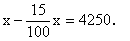 x − 15/100 x = 4250.